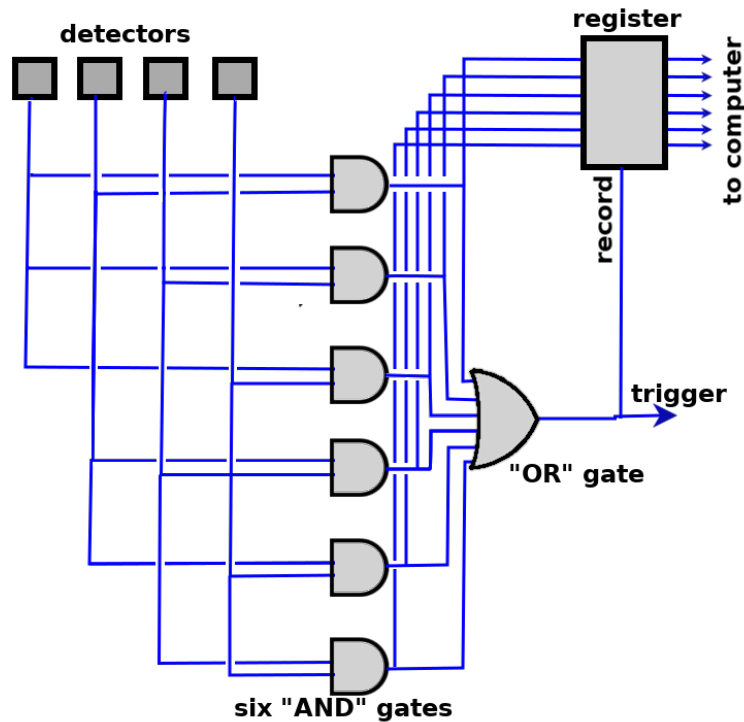 register
detectors
to computer
record
trigger
"OR" gate
six "AND" gates